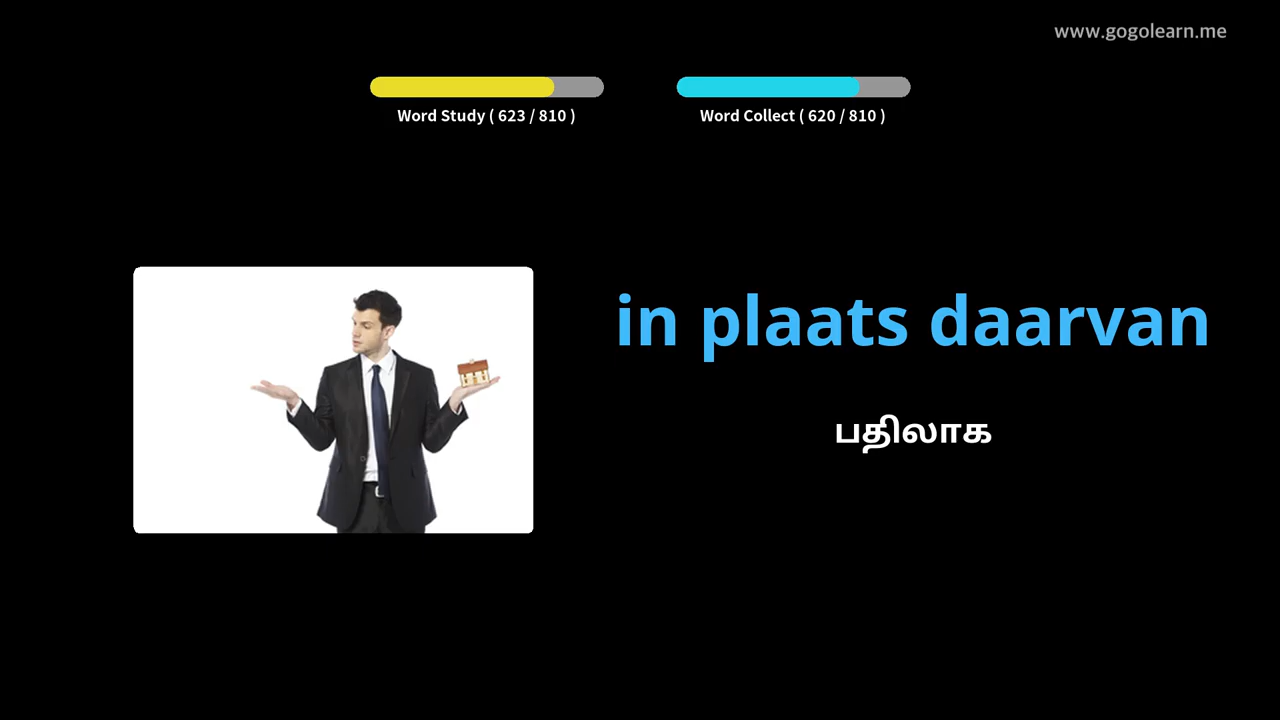 www.gogolearn.me
Word Study ( 623 / 810 )
Word Collect ( 620 / 810 )
in plaats daarvan
பதிலாக